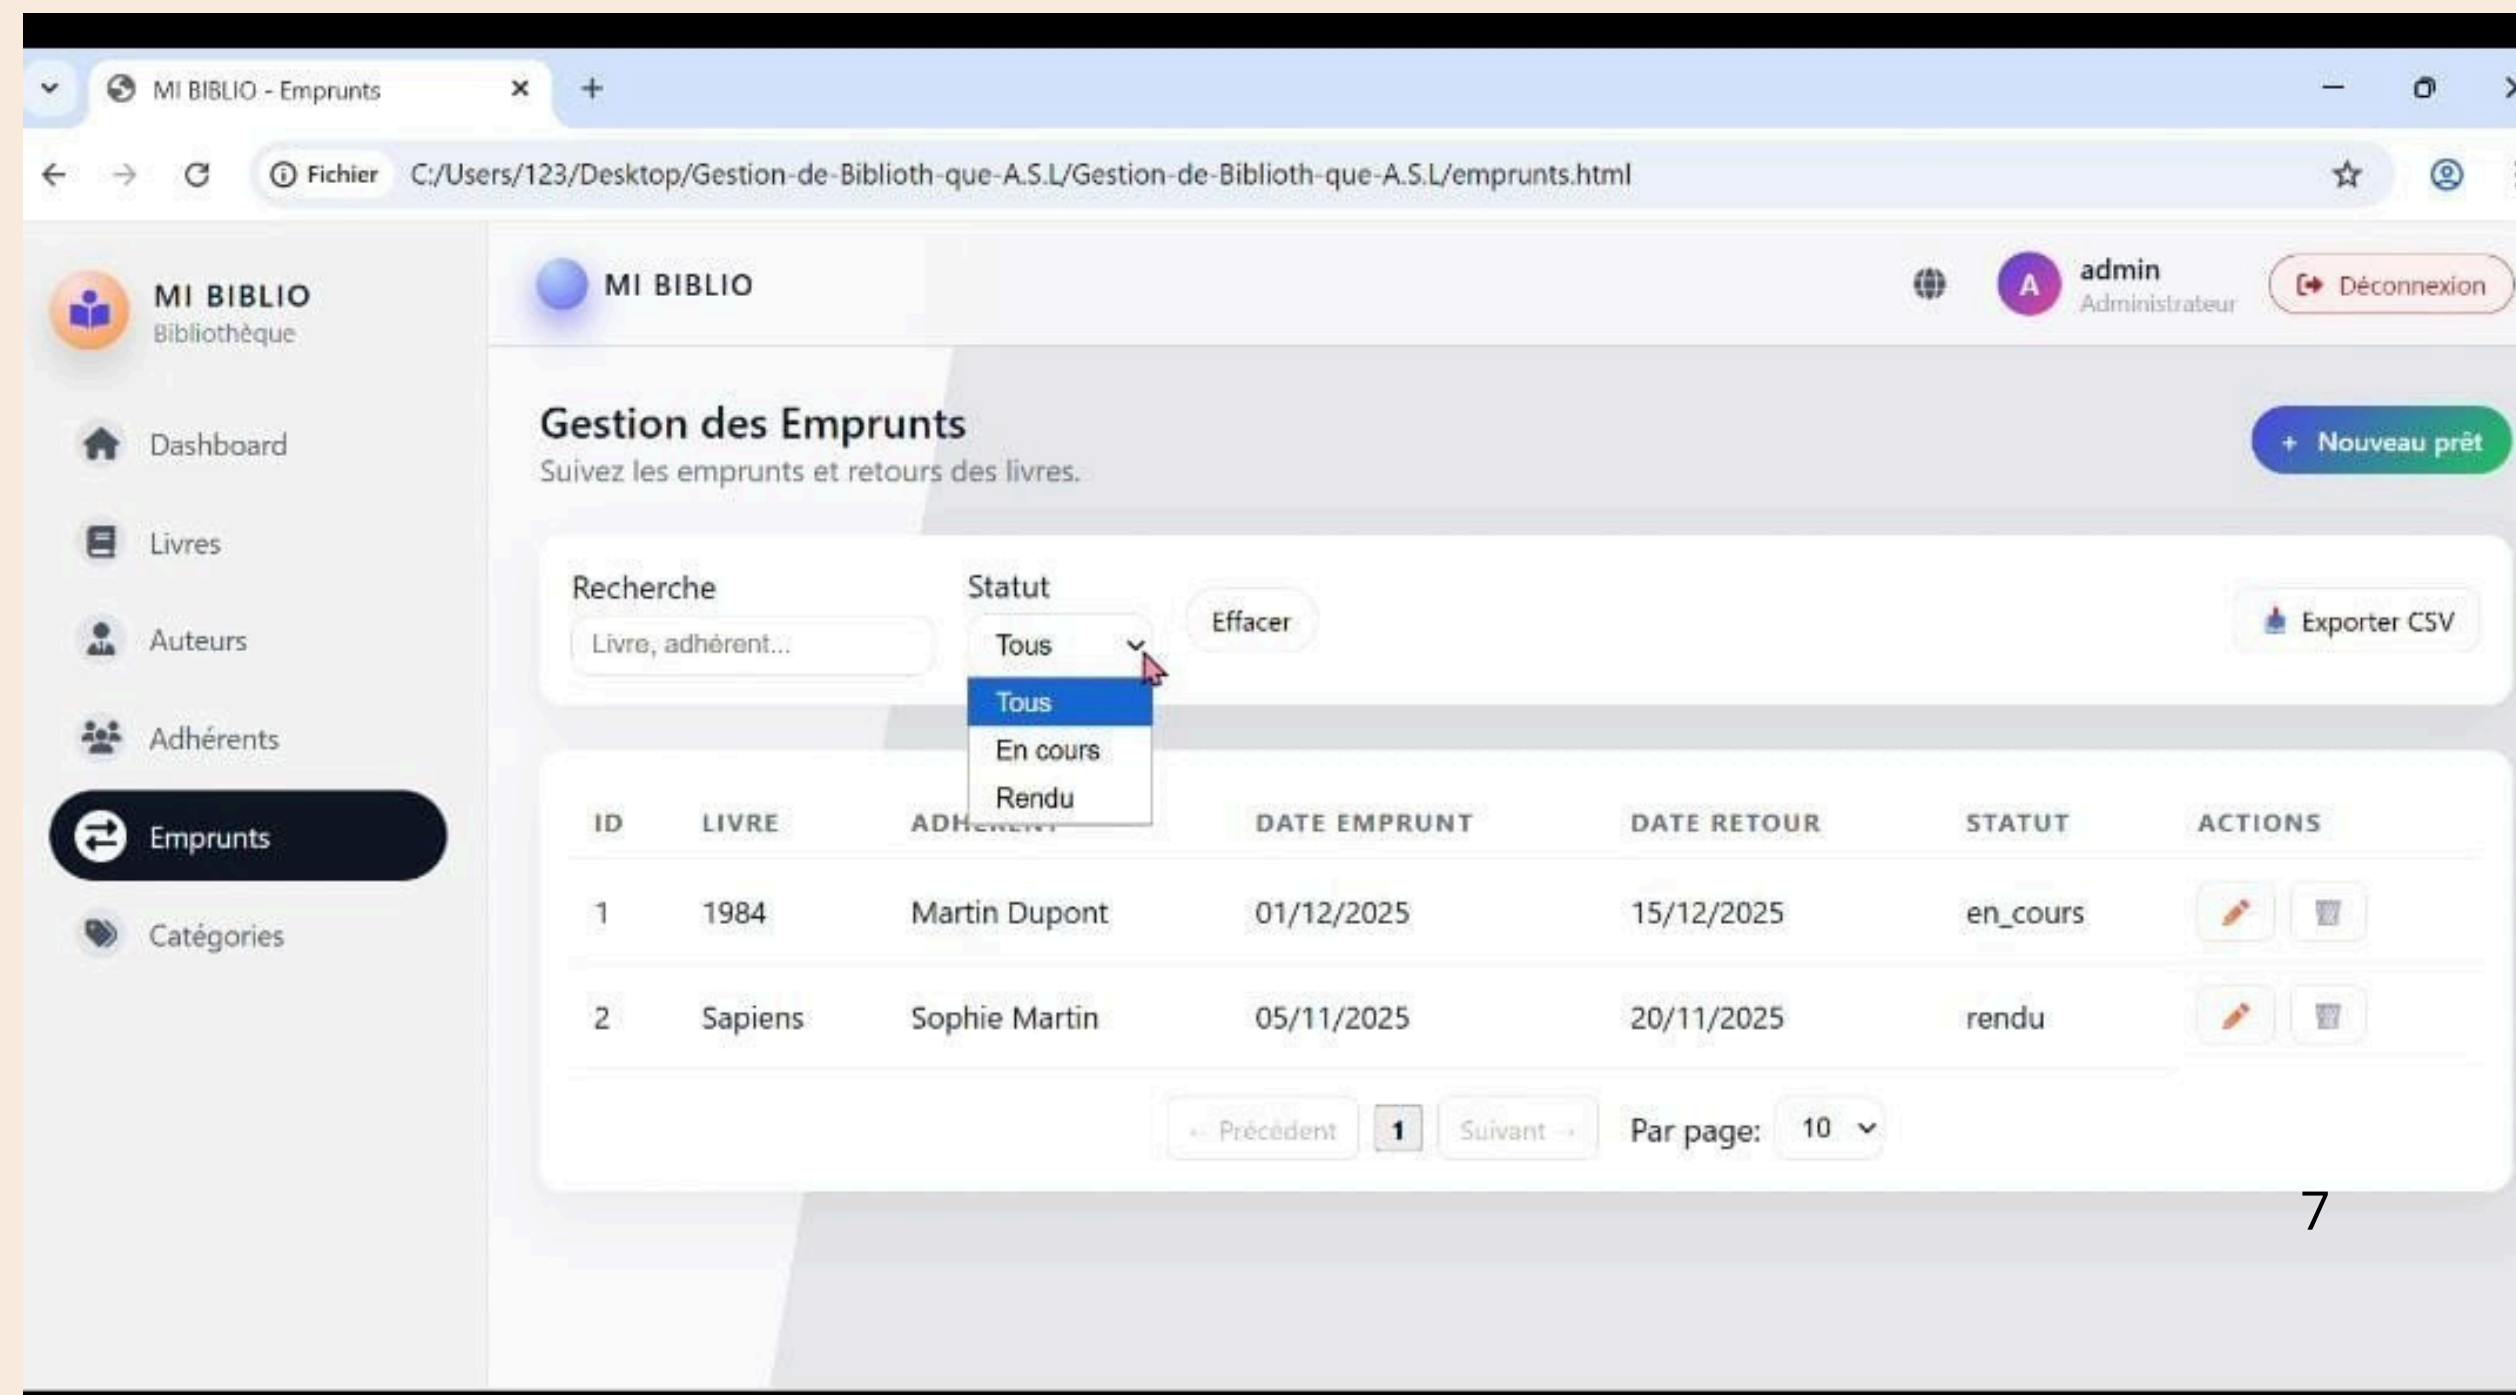 MI BIBLIO - Emprunts
Fichier C:/Users/123/Desktop/Gestion-de-Biblioth-que-A.S.L/Gestion-de-Biblioth-que-A.S.L/emprunts.html
MI BIBLIO
Bibliothèque
Dashboard
Livres
Auteurs
Adhérents
Emprunts
Catégories
MI BIBLIO
A
admin
Administrateur
Déconnexion
Gestion des Emprunts
Suivez les emprunts et retours des livres.
+ Nouveau prêt
Recherche
Livre, adhérent...
Statut
Tous
Tous
En cours
Rendu
Effacer
Exporter CSV
ID LIVRE DATE EMPRUNT DATE RETOUR STATUT ACTIONS
1 1984 Martin Dupont 01/12/2025 15/12/2025 en_cours
2 Sapiens Sophie Martin 05/11/2025 20/11/2025 rendu
← Précédent 1 Suivant → Par page: 10
7